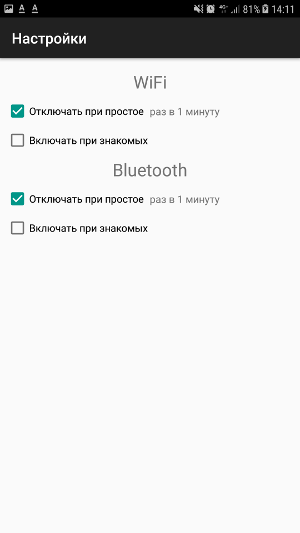 81% 14:11
Настройки
WiFi
Отключать при простое раз в 1 минуту
Включать при знакомых
Bluetooth
Отключать при простое раз в 1 минуту
Включать при знакомых